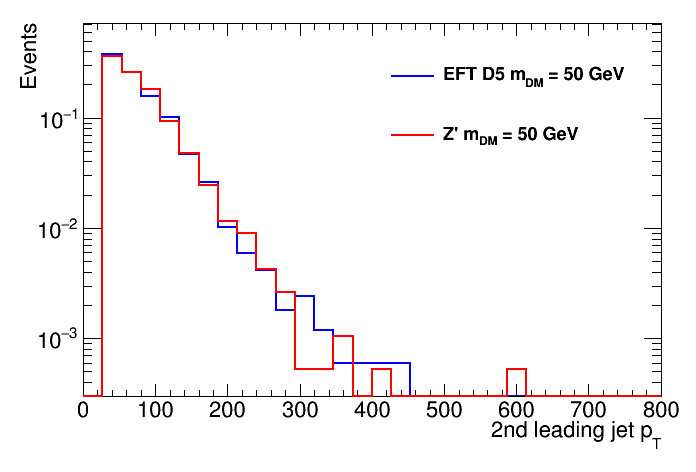 Events
EFT D5 m_DM = 50 GeV
Z' m_DM = 50 GeV
10^−1
10^−2
10^−3
0 100 200 300 400 500 600 700 800
2nd leading jet p_T